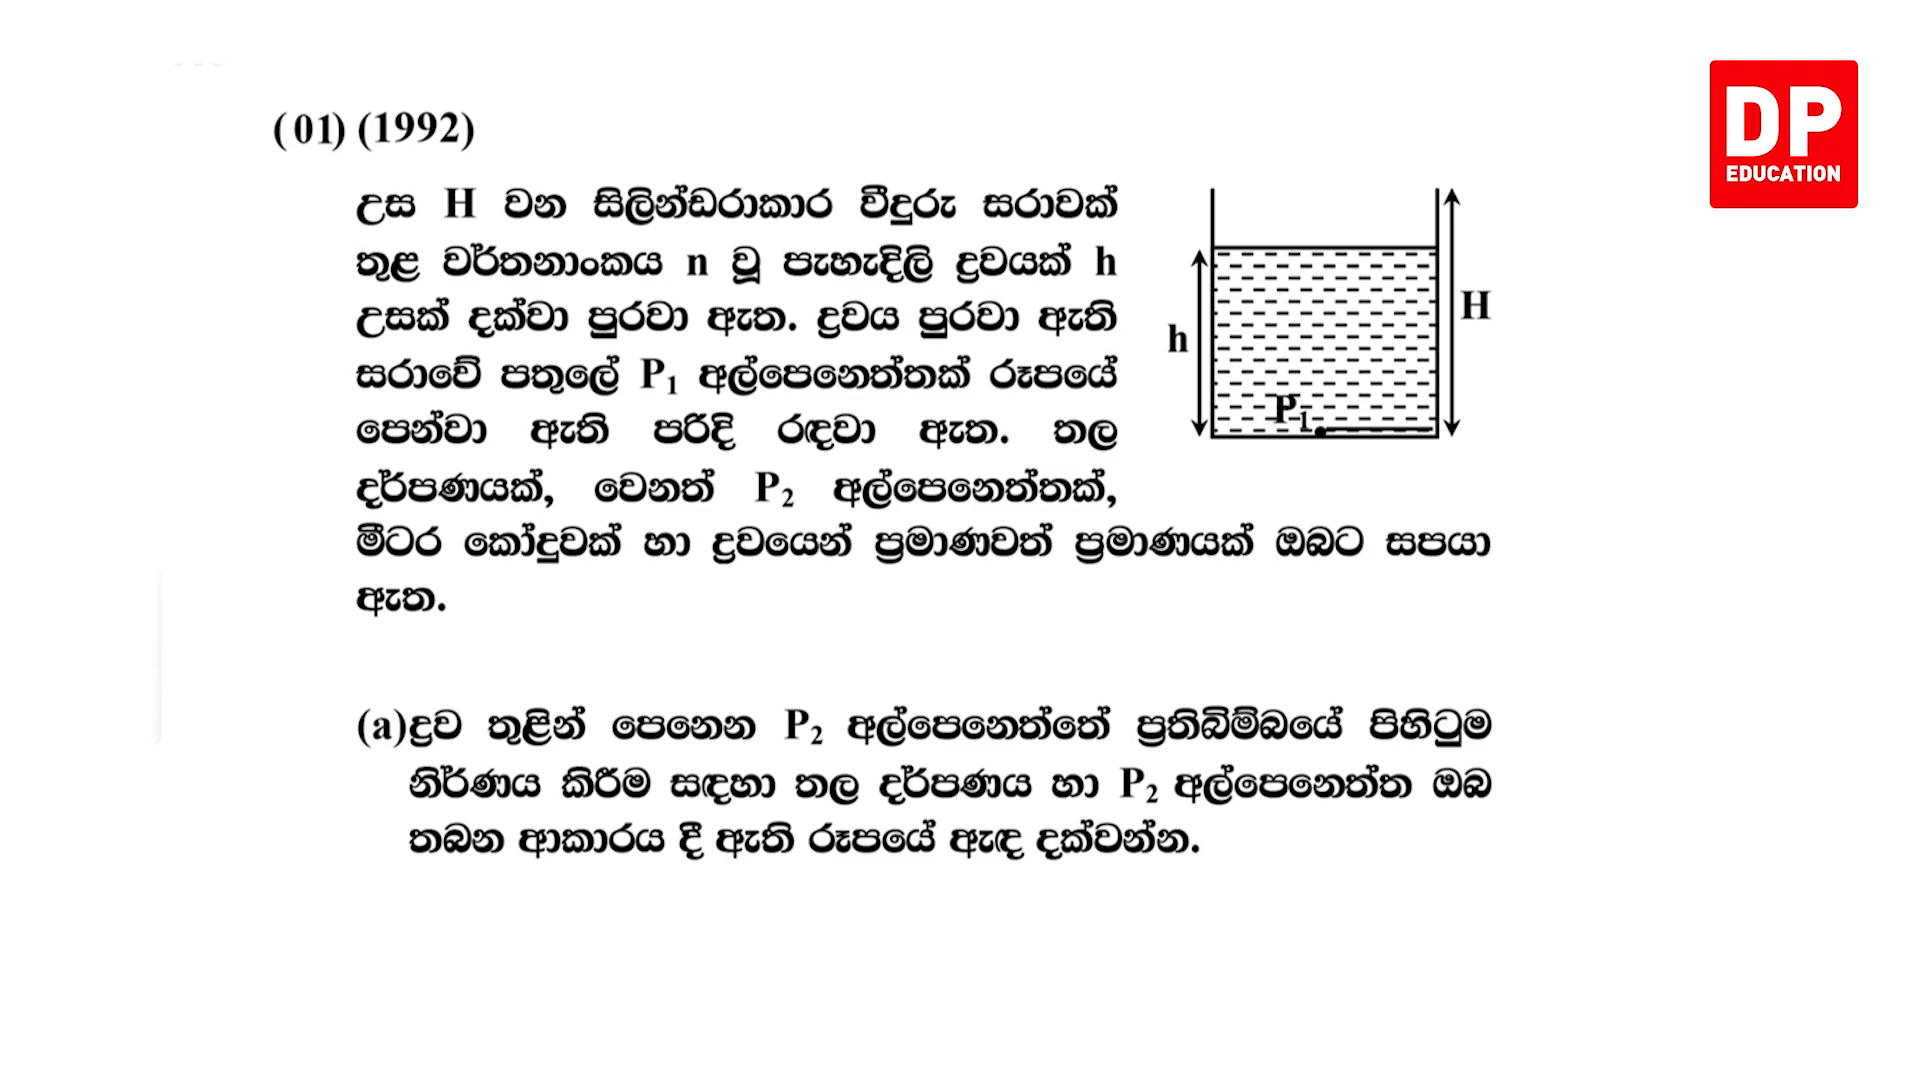 DP
EDUCATION
(01) (1992)
උස H වන සිලින්ඩරාකාර වීදුරු සරාවක්
තුළ වර්තනාංකය n වූ පැහැදිලි ද්‍රවයක් h
උසක් දක්වා පුරවා ඇත. ද්‍රවය පුරවා ඇති
සරාවේ පතුලේ P₁ අල්පෙනෙත්තක් රූපයේ
පෙන්වා ඇති පරිදි රඳවා ඇත. තල
දර්පණයක්, වෙනත් P₂ අල්පෙනෙත්තක්,
මීටර කෝදුවක් හා ද්‍රවයෙන් ප්‍රමාණවත් ප්‍රමාණයක් ඔබට සපයා
ඇත.
h
H
P₁
(a) ද්‍රව තුළින් පෙනෙන P₂ අල්පෙනෙත්තේ ප්‍රතිබිම්බයේ පිහිටුම
නිර්ණය කිරීම සඳහා තල දර්පණය හා P₂ අල්පෙනෙත්ත ඔබ
තබන ආකාරය දී ඇති රූපයේ ඇඳ දක්වන්න.